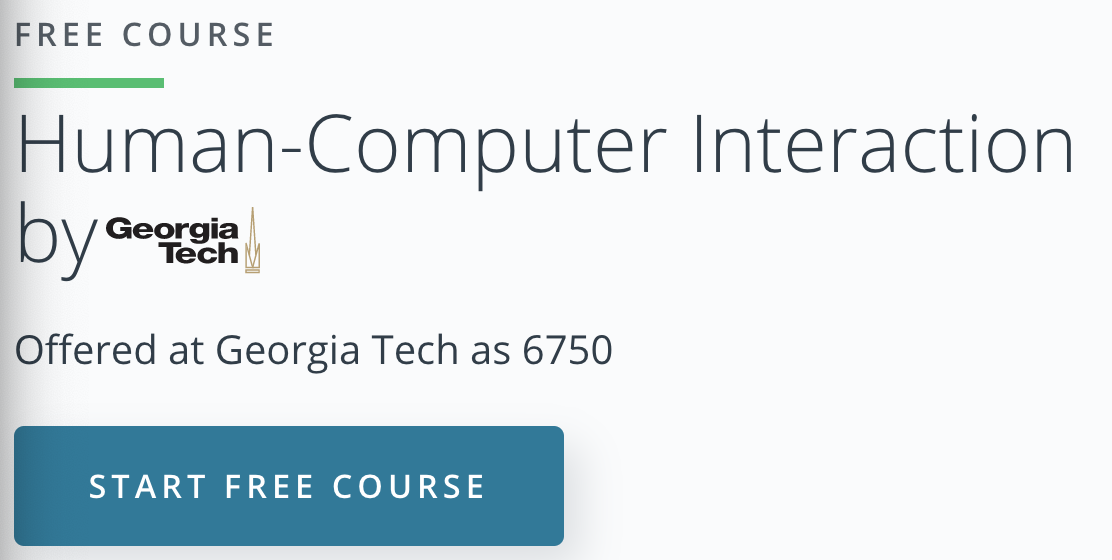 FREE COURSE
Human-Computer Interaction
by Georgia
Tech
Offered at Georgia Tech as 6750
START FREE COURSE